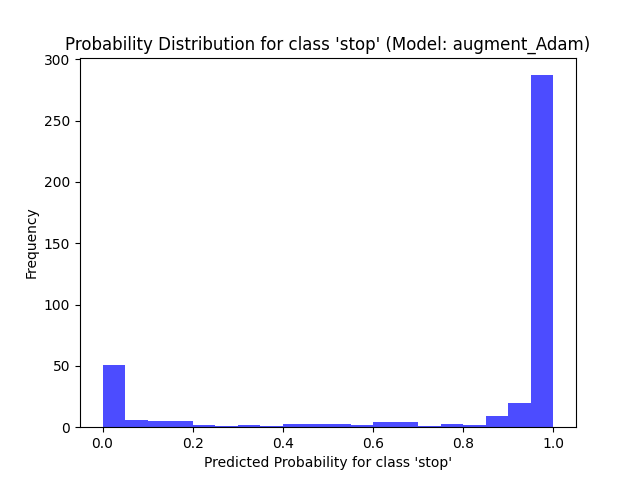 Probability Distribution for class 'stop' (Model: augment_Adam)
300
250
200
150
100
50
0
Frequency
0.0 0.2 0.4 0.6 0.8 1.0
Predicted Probability for class 'stop'